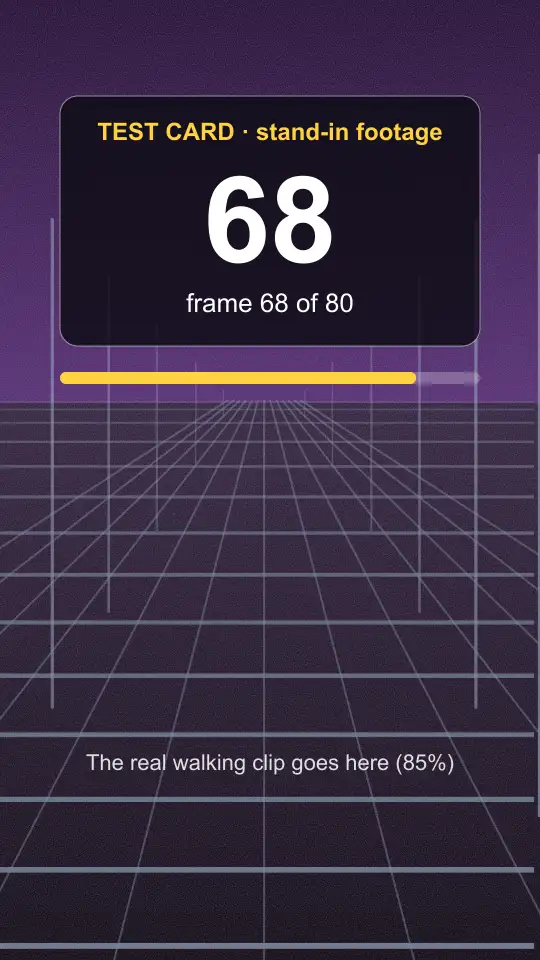 TEST CARD · stand-in footage
68
frame 68 of 80
The real walking clip goes here (85%)